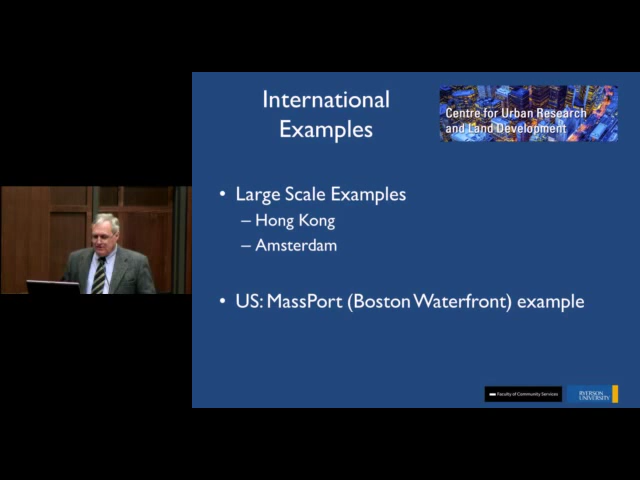 International
Examples
Centre for Urban Research
and Land Development
• Large Scale Examples
– Hong Kong
– Amsterdam
• US: MassPort (Boston Waterfront) example
Faculty of Community Services
RYERSON
UNIVERSITY